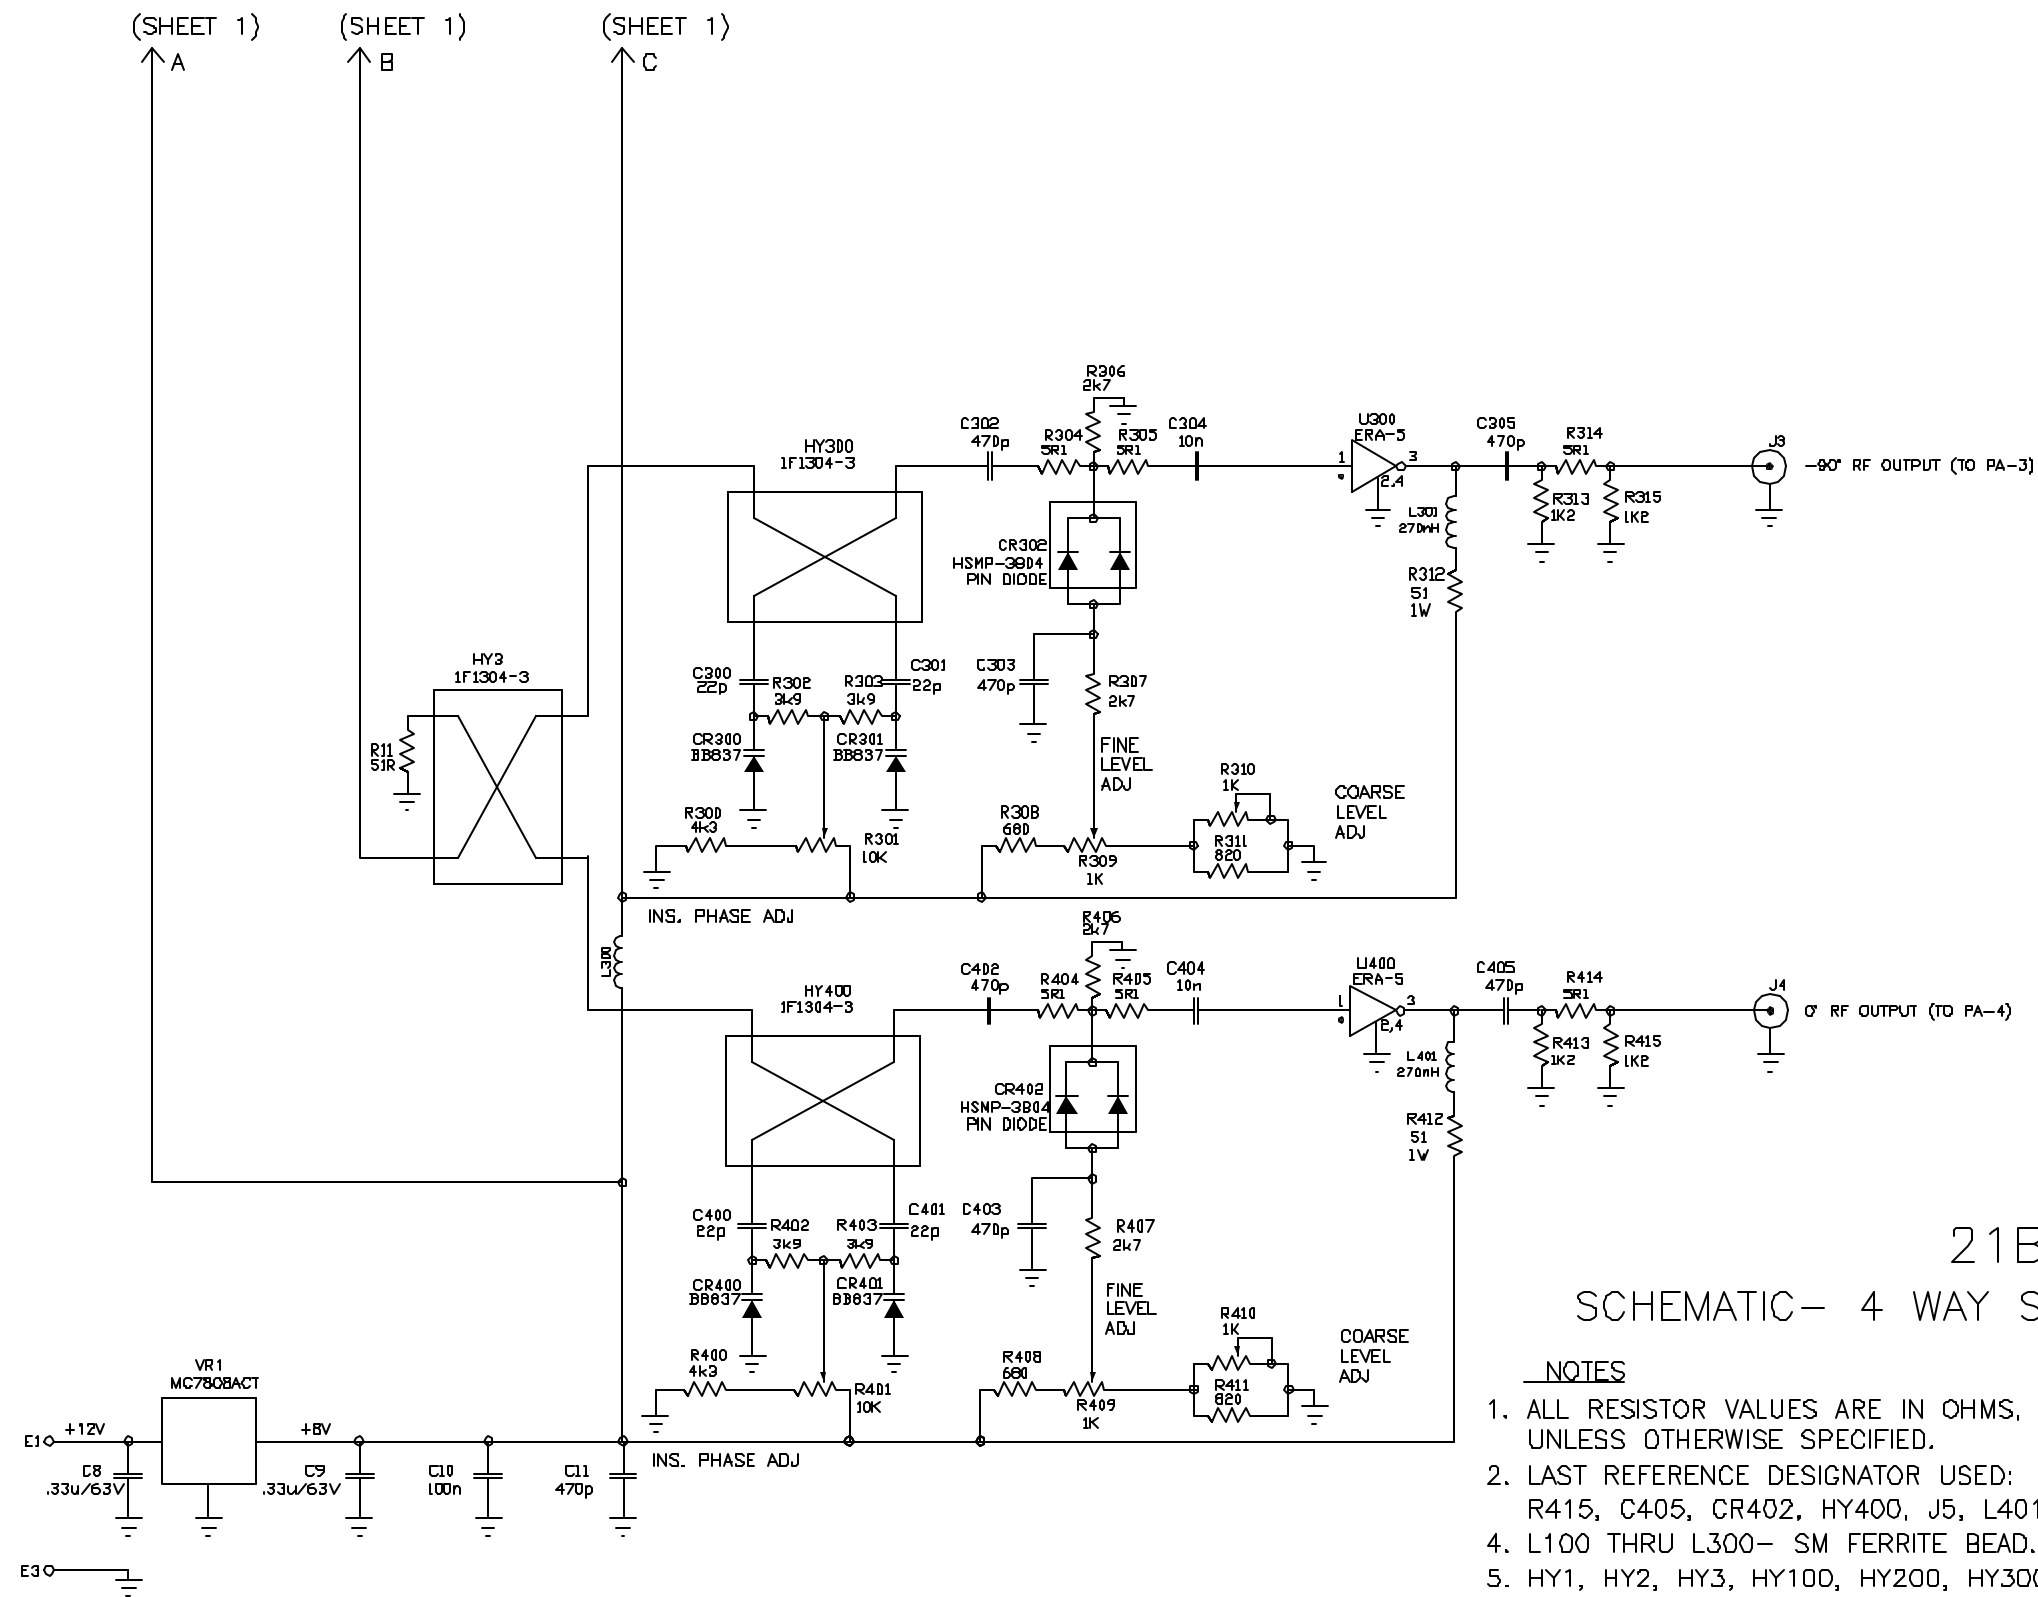 (SHEET 1)
(SHEET 1)
(SHEET 1)
A
B
C
R306
2k7
C302
470p
R304
5R1
R305
5R1
C304
10n
U300
ERA-5
1
3
2,4
C305
470p
R314
5R1
J3
-90° RF OUTPUT (TO PA-3)
HY300
1F1304-3
R313
1K2
R315
1K2
L301
270nH
CR302
HSMP-3804
PIN DIODE
R312
51
1W
HY3
1F1304-3
C300
22p
R302
3k9
R303
3k9
C301
22p
C303
470p
R307
2k7
R11
51R
CR300
BB837
CR301
BB837
FINE
LEVEL
ADJ
R310
1K
COARSE
LEVEL
ADJ
R300
4k3
R301
10K
R308
680
R309
1K
R311
820
INS. PHASE ADJ
L300
R406
2k7
C402
470p
R404
5R1
R405
5R1
C404
10n
U400
ERA-5
1
3
2,4
C405
470p
R414
5R1
J4
0° RF OUTPUT (TO PA-4)
HY400
1F1304-3
R413
1K2
R415
1K2
L401
270nH
CR402
HSMP-3804
PIN DIODE
R412
51
1W
C400
22p
R402
3k9
R403
3k9
C401
22p
C403
470p
R407
2k7
CR400
BB837
CR401
BB837
FINE
LEVEL
ADJ
R410
1K
COARSE
LEVEL
ADJ
R400
4k3
R401
10K
R408
680
R409
1K
R411
820
INS. PHASE ADJ
VR1
MC7808ACT
E1
+12V
+8V
C8
.33u/63V
C9
.33u/63V
C10
100n
C11
470p
E3
21B
SCHEMATIC- 4 WAY S
NOTES
1. ALL RESISTOR VALUES ARE IN OHMS,
UNLESS OTHERWISE SPECIFIED.
2. LAST REFERENCE DESIGNATOR USED:
R415, C405, CR402, HY400, J5, L401
4. L100 THRU L300- SM FERRITE BEAD.
5. HY1, HY2, HY3, HY100, HY200, HY300